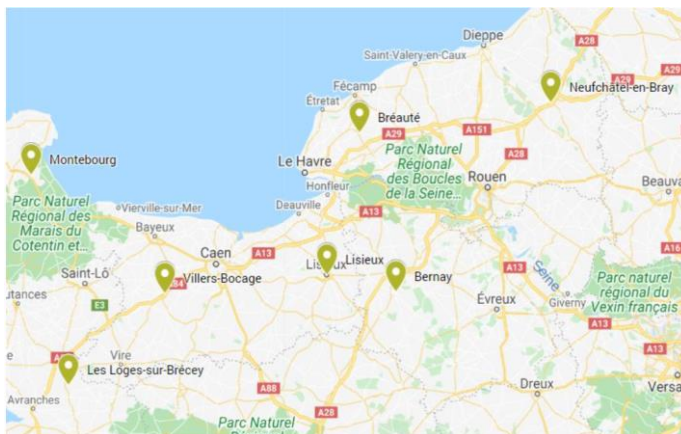 Dieppe
A28
Saint-Valery-en-Caux
A29
Fécamp
A29
Neufchâtel-en-Bray
Étretat
Bréauté
A29
A151
Parc Naturel
Régional
des Boucles
de la Seine...
A28
Montebourg
Le Havre
Rouen
Beauva
Honfleur
Parc Naturel
Régional des
Marais du
Cotentin et...
Vierville-sur-Mer
Deauville
A13
Bayeux
Caen
A13
A16
Lisieux
Lisieux
A13
Saint-Lô
Villers-Bocage
A84
Bernay
Seine
Parc naturel
régional du
Vexin français
utances
E3
Évreux
Giverny
A13
Vire
Les Loges-sur-Brécey
A88
Dreux
Versa
Avranches
A28
Parc Naturel